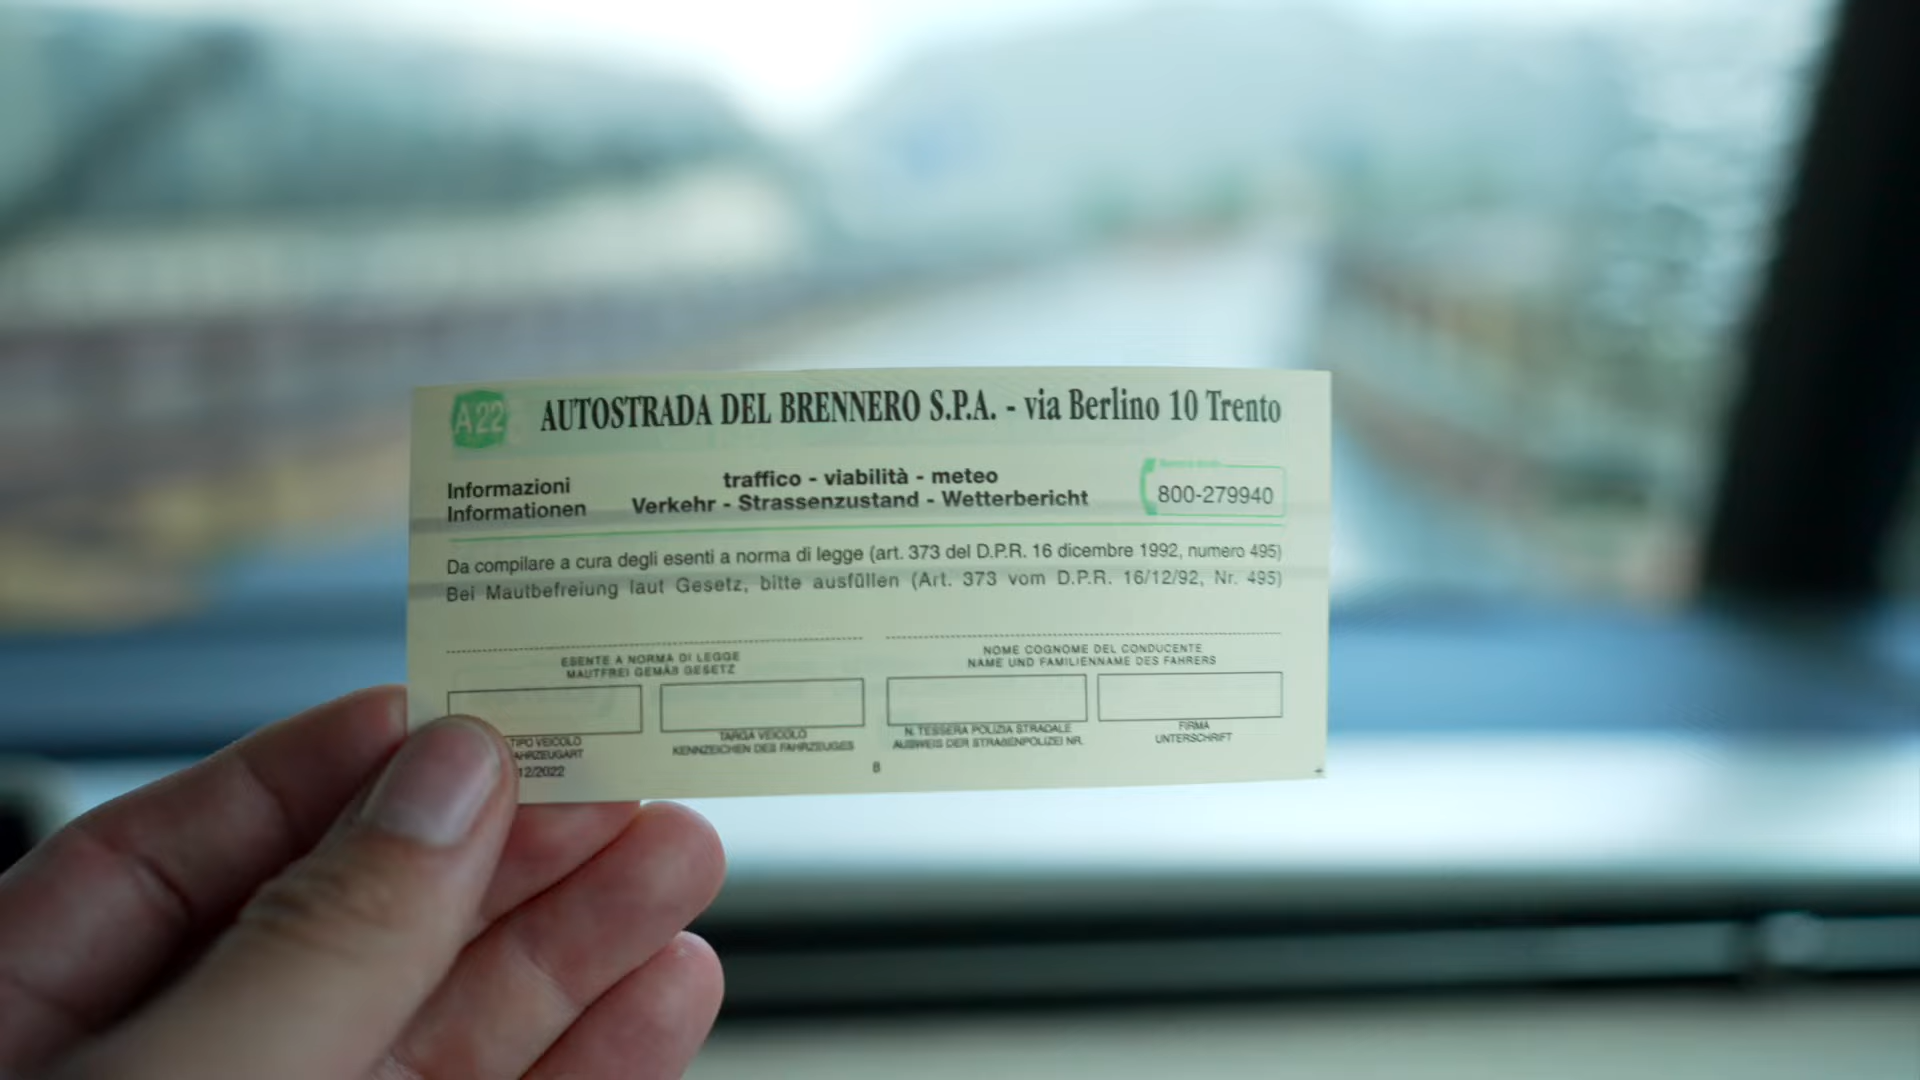 A22 AUTOSTRADA DEL BRENNERO S.P.A. - via Berlino 10 Trento
Informazioni traffico - viabilità - meteo
Informationen Verkehr - Strassenzustand - Wetterbericht
800-279940
Da compilare a cura degli esenti a norma di legge (art. 373 del D.P.R. 16 dicembre 1992, numero 495)
Bei Mautbefreiung laut Gesetz, bitte ausfüllen (Art. 373 vom D.P.R. 16/12/92, Nr. 495)
ESENTE A NORMA DI LEGGE
MAUTFREI GEMÄß GESETZ
NOME COGNOME DEL CONDUCENTE
NAME UND FAMILIENNAME DES FAHRERS
TIPO VEICOLO
AHRZEUGART
12/2022
TARGA VEICOLO
KENNZEICHEN DES FAHRZEUGES
N. TESSERA POLIZIA STRADALE
AUSWEIS DER STRAßENPOLIZEI NR.
FIRMA
UNTERSCHRIFT
8